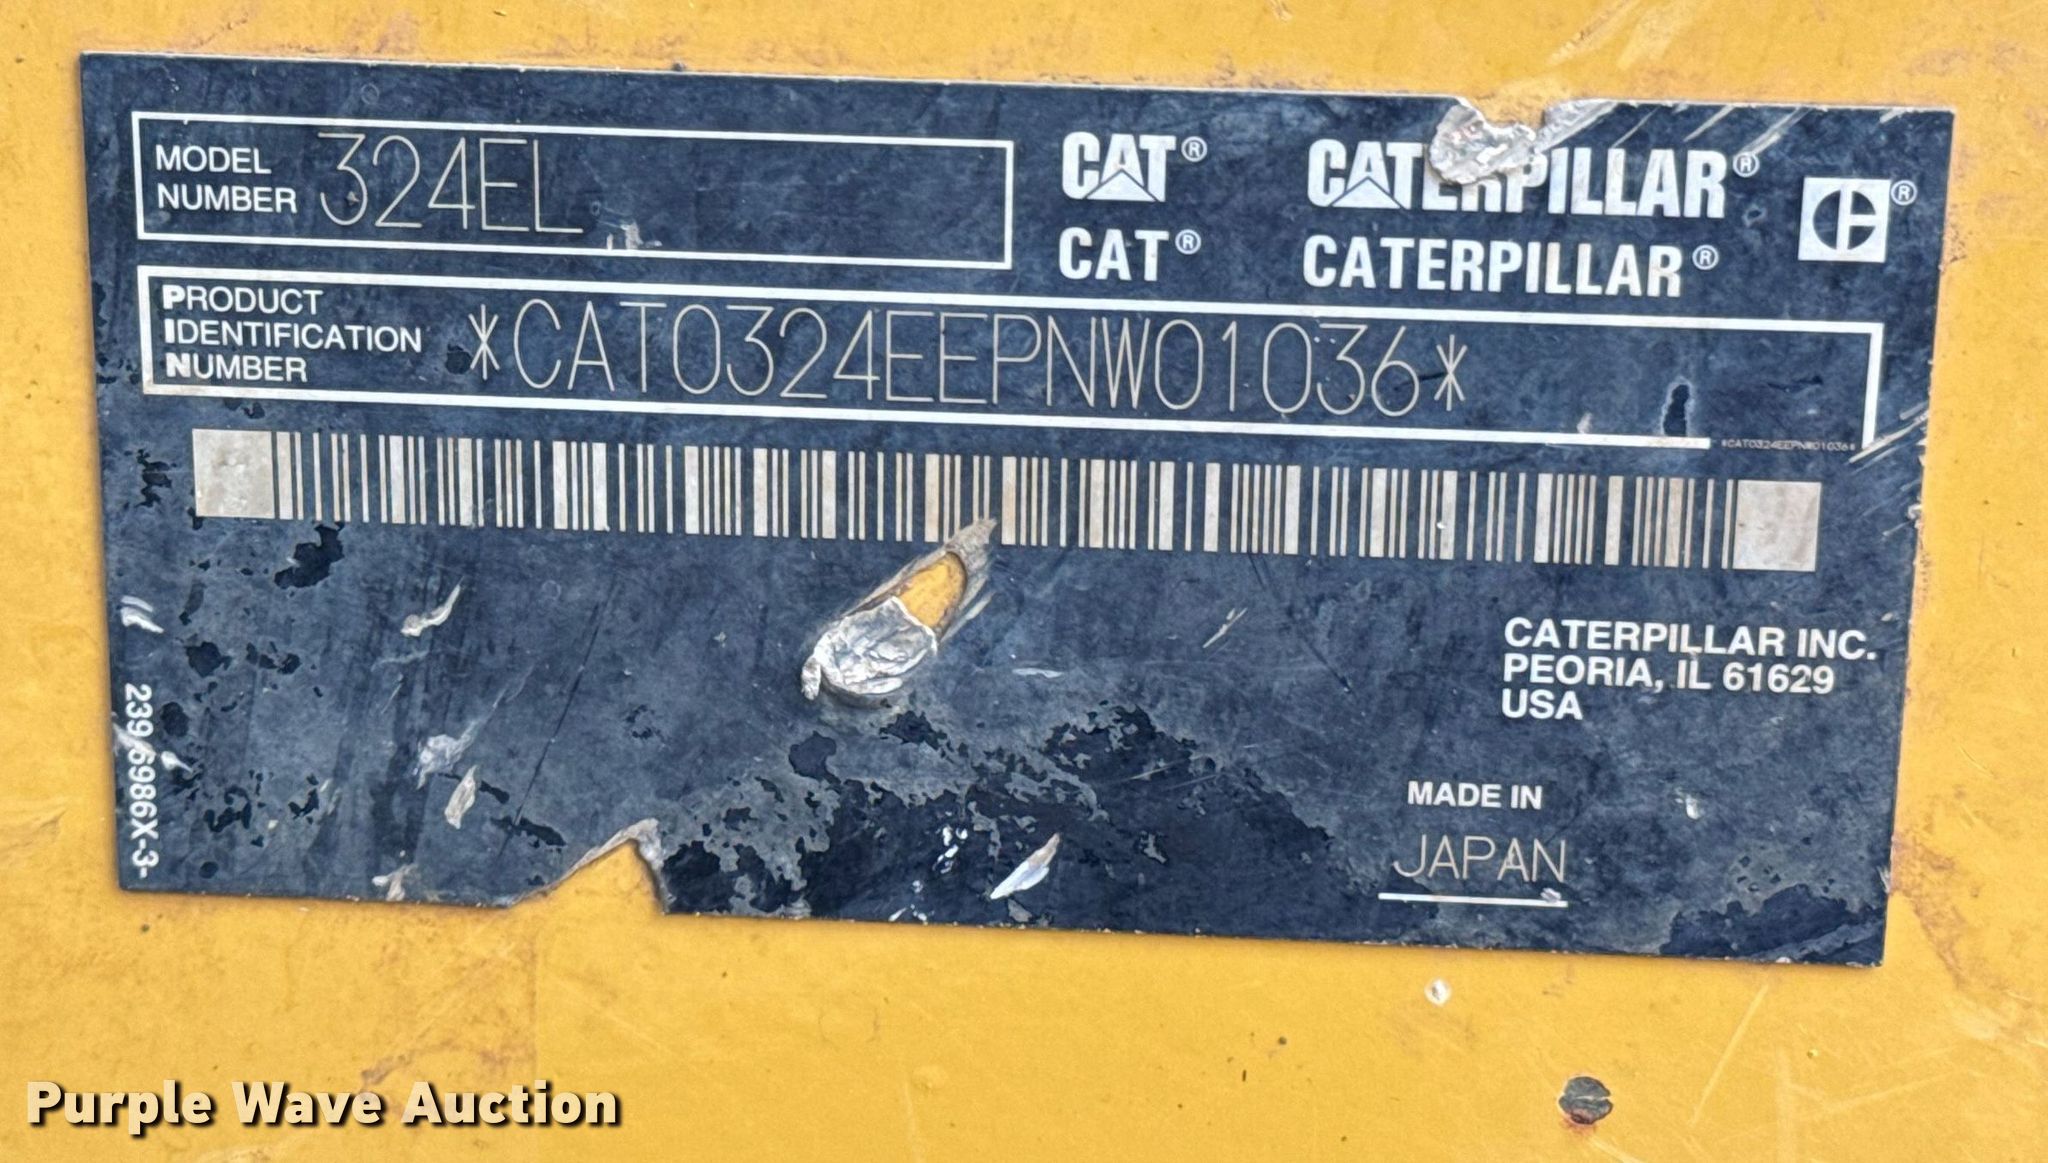 MODEL
NUMBER
324EL
CAT® CATERPILLAR® ®
CAT® CATERPILLAR®
PRODUCT
IDENTIFICATION
NUMBER
*CAT0324EEPNW01036*
*CAT0324EEPNW01036*
CATERPILLAR INC.
PEORIA, IL 61629
USA
MADE IN
JAPAN
239-6986X-3-
Purple Wave Auction